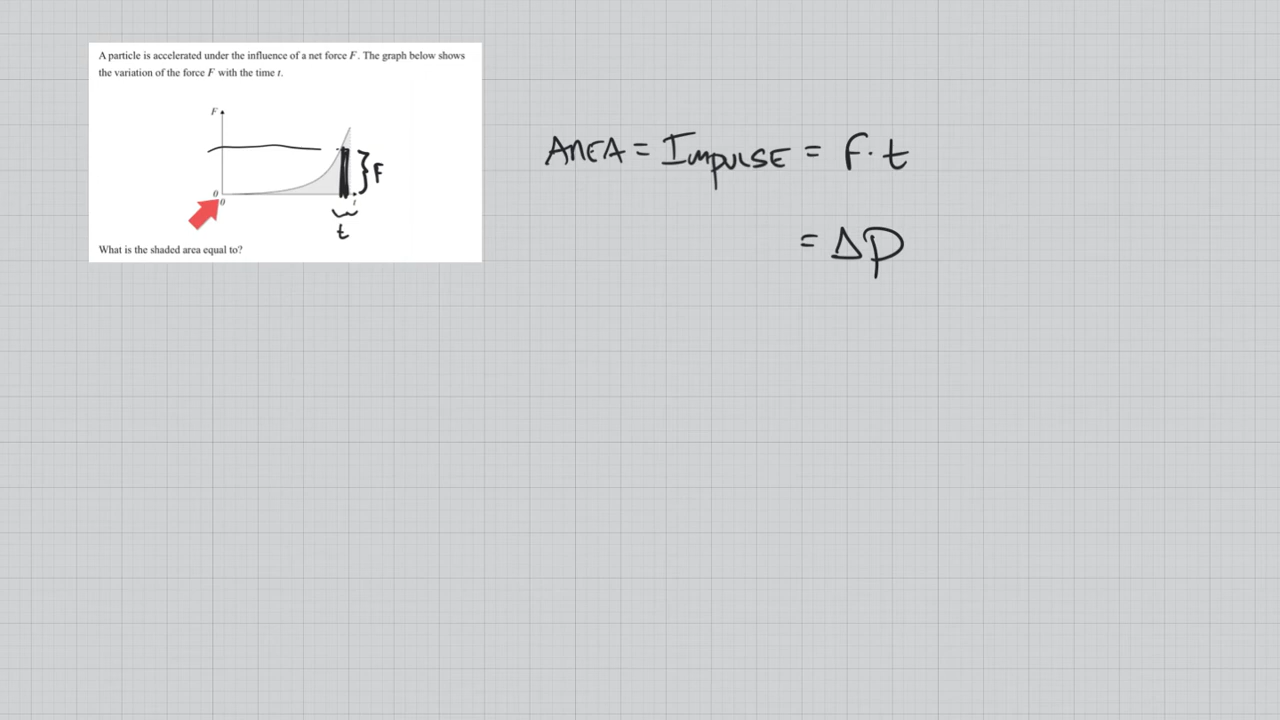 A particle is accelerated under the influence of a net force F. The graph below shows
the variation of the force F with the time t.
F
0
0
t
F
t
What is the shaded area equal to?
AREA = IMPULSE = F · t
= Δp